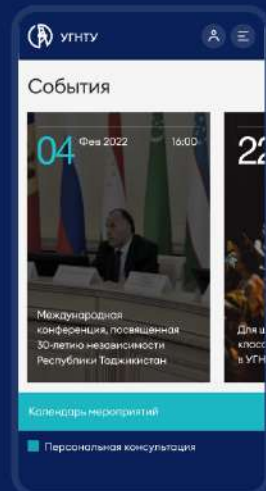 УГНТУ
События
04
Фев 2022
16:00
22
Международная
конференция, посвященная
30-летию независимости
Республики Таджикистан
Для
в УГН
Календарь мероприятий
Персональная консультация